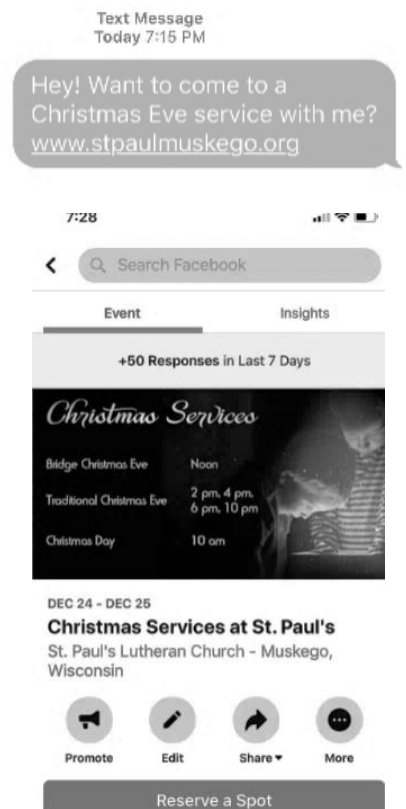 Text Message
Today 7:15 PM
Hey! Want to come to a
Christmas Eve service with me?
www.stpaulmuskego.org
7:28
Search Facebook
Event Insights
+50 Responses in Last 7 Days
Christmas Services
Bridge Christmas Eve Noon
Traditional Christmas Eve 2 pm, 4 pm,
6 pm, 10 pm
Christmas Day 10 am
DEC 24 - DEC 25
Christmas Services at St. Paul's
St. Paul's Lutheran Church - Muskego,
Wisconsin
Promote Edit Share More
Reserve a Spot